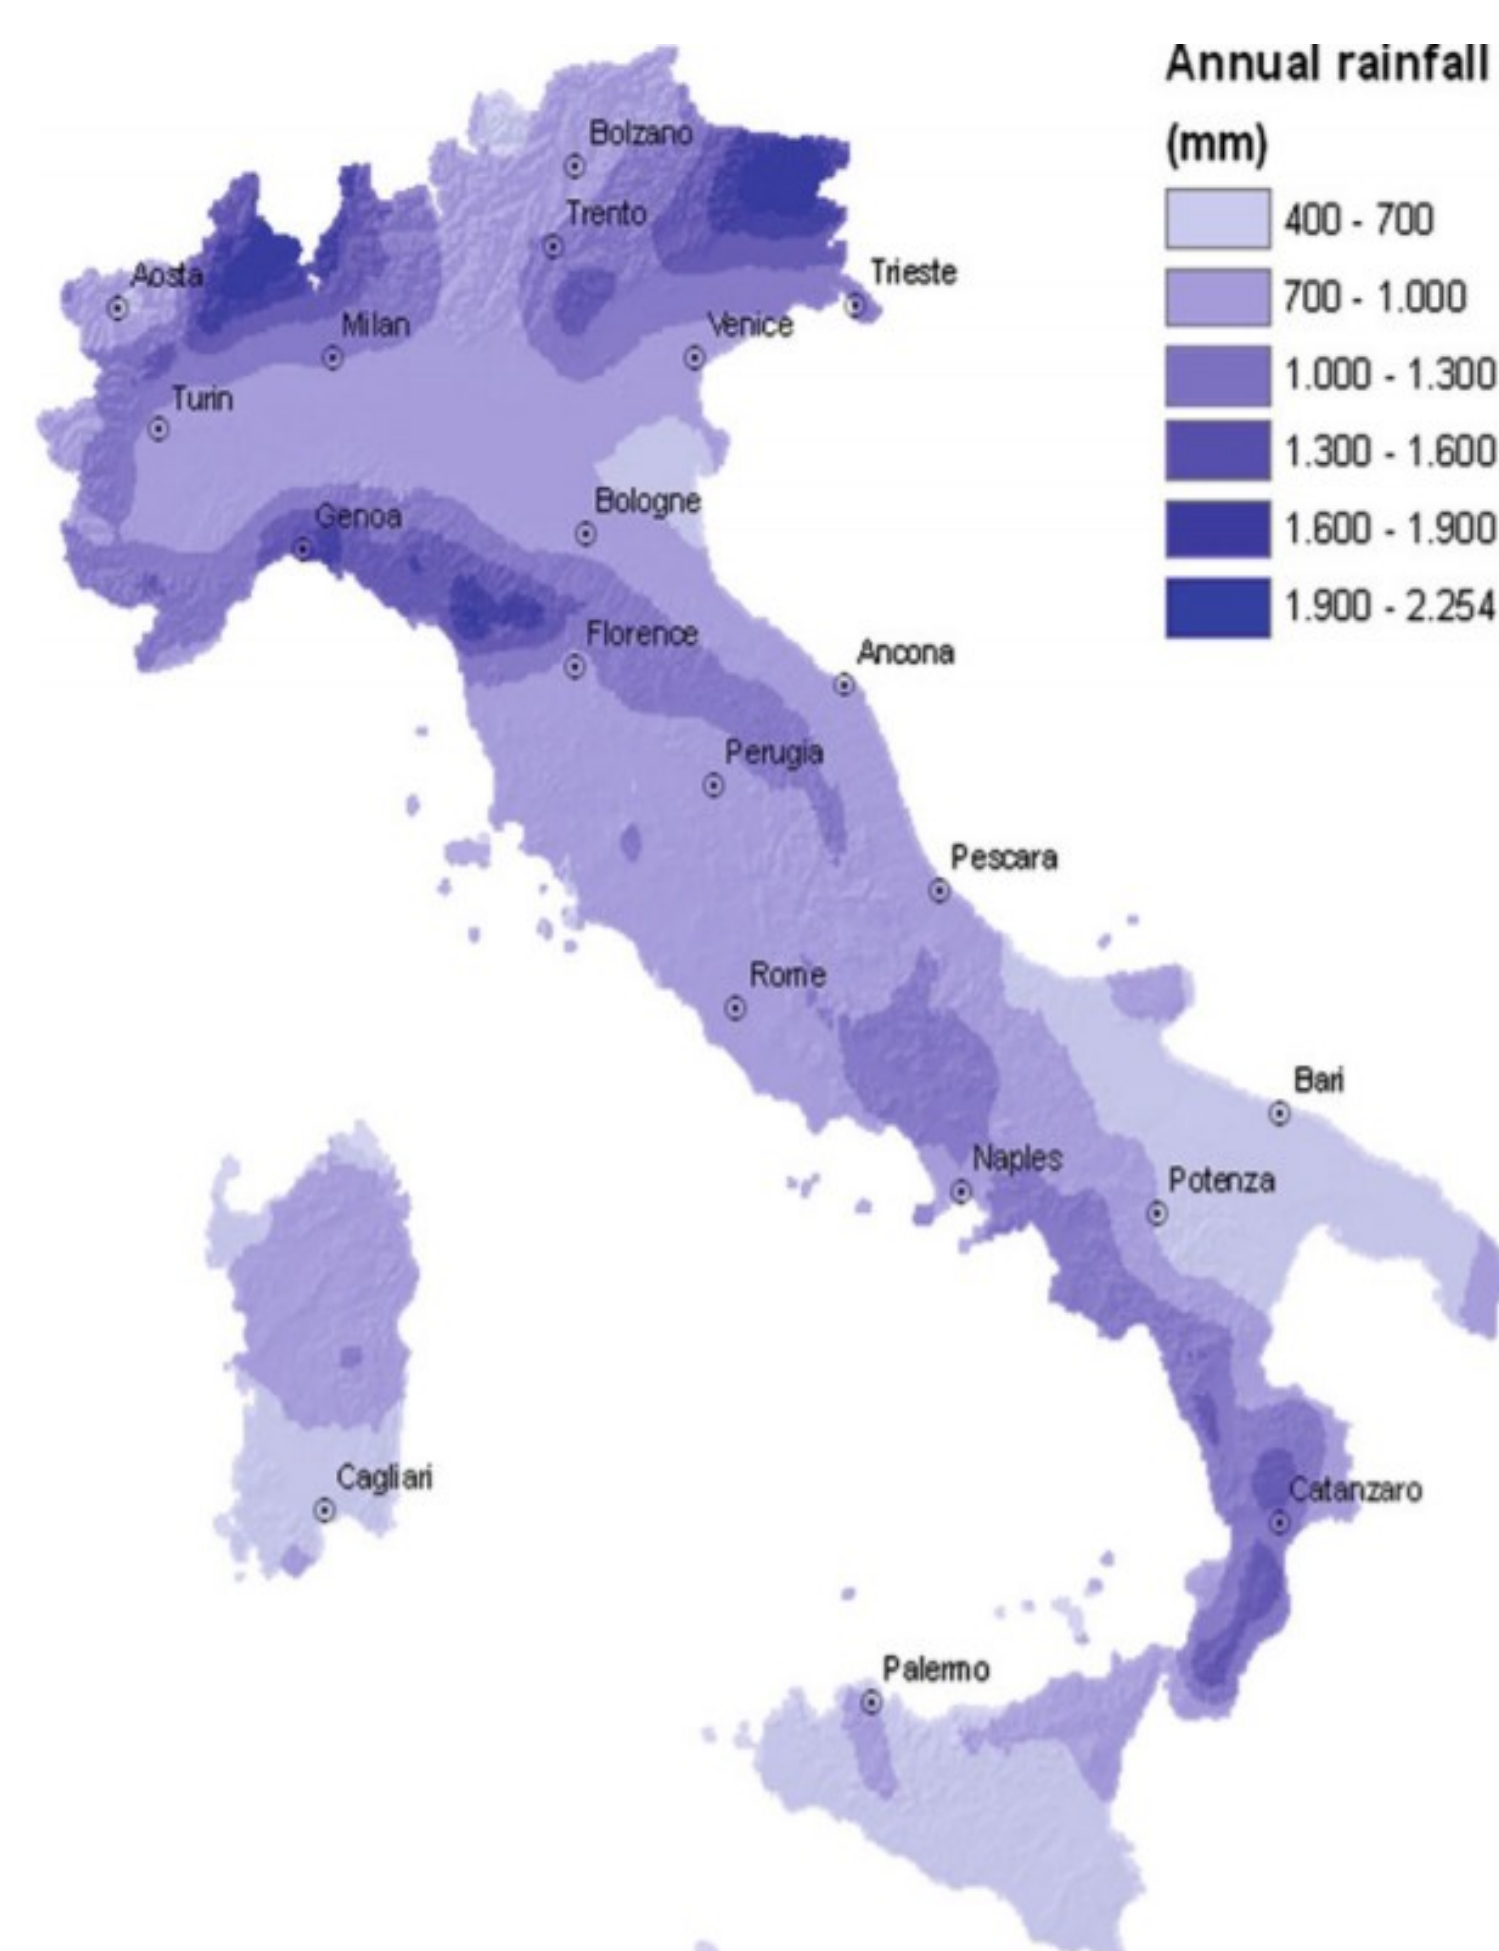 Annual rainfall
(mm)
400 - 700
700 - 1.000
1.000 - 1.300
1.300 - 1.600
1.600 - 1.900
1.900 - 2.254
Bolzano
Trento
Aosta
Trieste
Milan
Venice
Turin
Genoa
Bologne
Florence
Ancona
Perugia
Pescara
Rome
Bari
Naples
Potenza
Cagliari
Catanzaro
Palermo